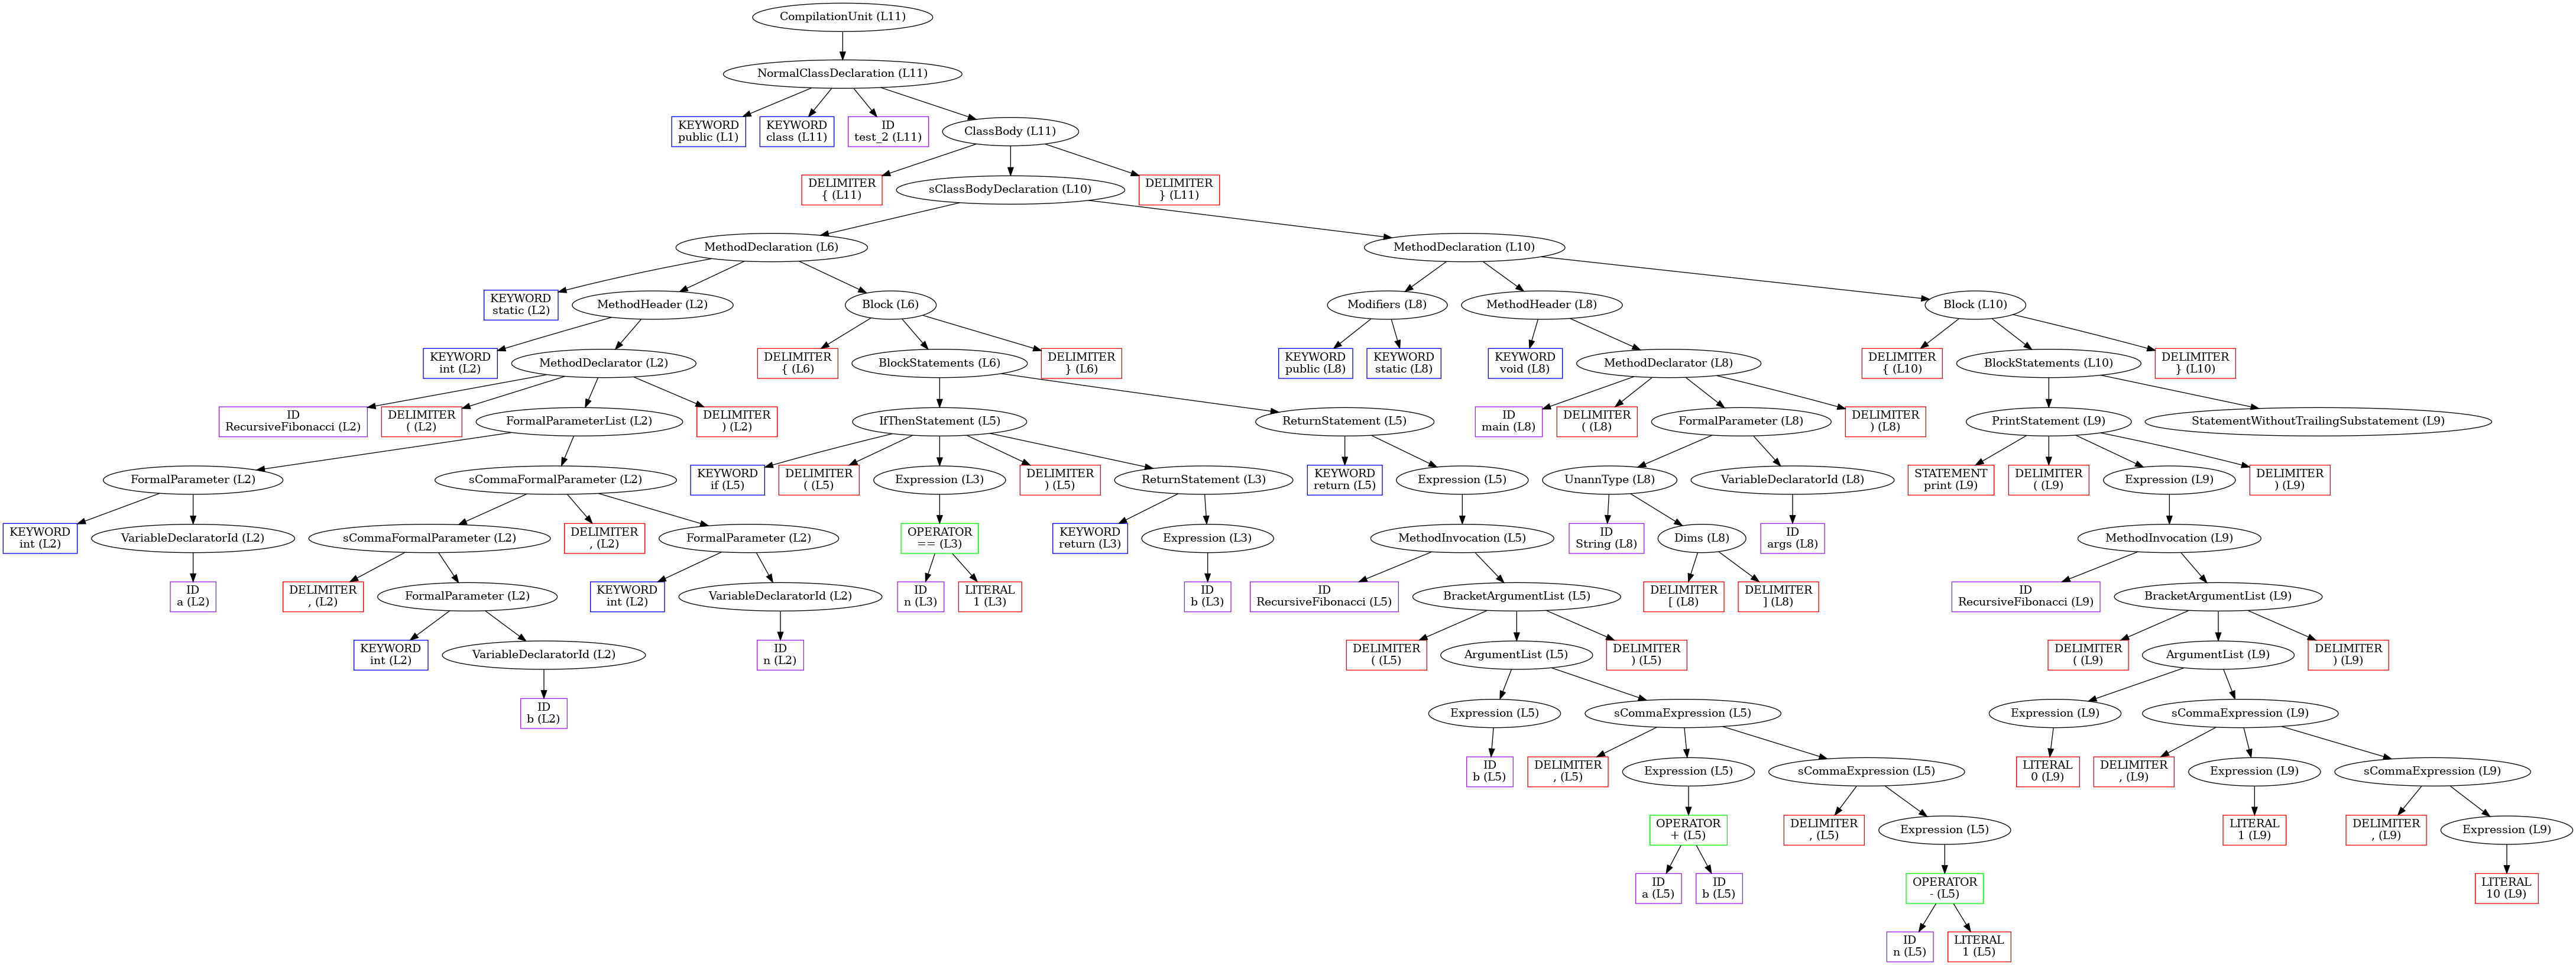 CompilationUnit (L11)
NormalClassDeclaration (L11)
KEYWORD
public (L1)
KEYWORD
class (L11)
ID
test_2 (L11)
ClassBody (L11)
DELIMITER
{ (L11)
sClassBodyDeclaration (L10)
DELIMITER
} (L11)
MethodDeclaration (L6)
MethodDeclaration (L10)
KEYWORD
static (L2)
MethodHeader (L2)
Block (L6)
Modifiers (L8)
MethodHeader (L8)
Block (L10)
KEYWORD
int (L2)
MethodDeclarator (L2)
DELIMITER
{ (L6)
BlockStatements (L6)
DELIMITER
} (L6)
KEYWORD
public (L8)
KEYWORD
static (L8)
KEYWORD
void (L8)
MethodDeclarator (L8)
DELIMITER
{ (L10)
BlockStatements (L10)
DELIMITER
} (L10)
ID
RecursiveFibonacci (L2)
DELIMITER
( (L2)
FormalParameterList (L2)
DELIMITER
) (L2)
IfThenStatement (L5)
ReturnStatement (L5)
ID
main (L8)
DELIMITER
( (L8)
FormalParameter (L8)
DELIMITER
) (L8)
PrintStatement (L9)
StatementWithoutTrailingSubstatement (L9)
FormalParameter (L2)
sCommaFormalParameter (L2)
KEYWORD
if (L5)
DELIMITER
( (L5)
Expression (L3)
DELIMITER
) (L5)
ReturnStatement (L3)
KEYWORD
return (L5)
Expression (L5)
UnannType (L8)
VariableDeclaratorId (L8)
STATEMENT
print (L9)
DELIMITER
( (L9)
Expression (L9)
DELIMITER
) (L9)
KEYWORD
int (L2)
VariableDeclaratorId (L2)
sCommaFormalParameter (L2)
DELIMITER
, (L2)
FormalParameter (L2)
OPERATOR
== (L3)
KEYWORD
return (L3)
Expression (L3)
MethodInvocation (L5)
ID
String (L8)
Dims (L8)
ID
args (L8)
MethodInvocation (L9)
ID
a (L2)
DELIMITER
, (L2)
FormalParameter (L2)
KEYWORD
int (L2)
VariableDeclaratorId (L2)
ID
n (L3)
LITERAL
1 (L3)
ID
b (L3)
ID
RecursiveFibonacci (L5)
BracketArgumentList (L5)
DELIMITER
[ (L8)
DELIMITER
] (L8)
ID
RecursiveFibonacci (L9)
BracketArgumentList (L9)
KEYWORD
int (L2)
VariableDeclaratorId (L2)
ID
n (L2)
DELIMITER
( (L5)
ArgumentList (L5)
DELIMITER
) (L5)
DELIMITER
( (L9)
ArgumentList (L9)
DELIMITER
) (L9)
ID
b (L2)
Expression (L5)
sCommaExpression (L5)
Expression (L9)
sCommaExpression (L9)
ID
b (L5)
DELIMITER
, (L5)
Expression (L5)
sCommaExpression (L5)
LITERAL
0 (L9)
DELIMITER
, (L9)
Expression (L9)
sCommaExpression (L9)
OPERATOR
+ (L5)
DELIMITER
, (L5)
Expression (L5)
LITERAL
1 (L9)
DELIMITER
, (L9)
Expression (L9)
ID
a (L5)
ID
b (L5)
OPERATOR
- (L5)
LITERAL
10 (L9)
ID
n (L5)
LITERAL
1 (L5)